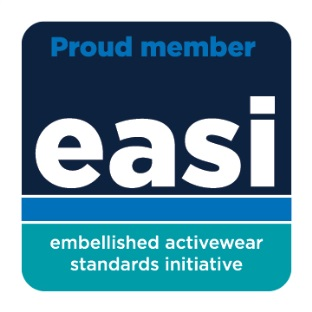 Proud member
easi
embellished activewear
standards initiative